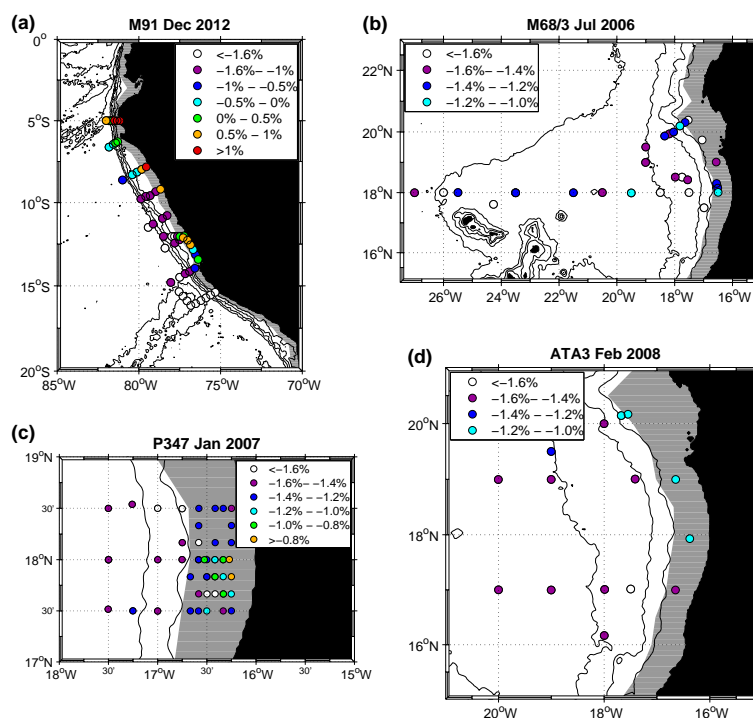 (a)
M91 Dec 2012
<−1.6%
−1.6%− −1%
−1%− −0.5%
−0.5%− 0%
0%− 0.5%
0.5%− 1%
>1%
0°
5°S
10°S
15°S
20°S
85°W 80°W 75°W 70°W
(b)
M68/3 Jul 2006
<−1.6%
−1.6%− −1.4%
−1.4%− −1.2%
−1.2%− −1.0%
22°N
20°N
18°N
16°N
26°W 24°W 22°W 20°W 18°W 16°W
(c)
P347 Jan 2007
<−1.6%
−1.6%− −1.4%
−1.4%− −1.2%
−1.2%− −1.0%
−1.0%− −0.8%
>−0.8%
19°N
30'
18°N
30'
17°N
18°W 30' 17°W 30' 16°W 30' 15°W
(d)
ATA3 Feb 2008
<−1.6%
−1.6%− −1.4%
−1.4%− −1.2%
−1.2%− −1.0%
20°N
18°N
16°N
20°W 18°W 16°W